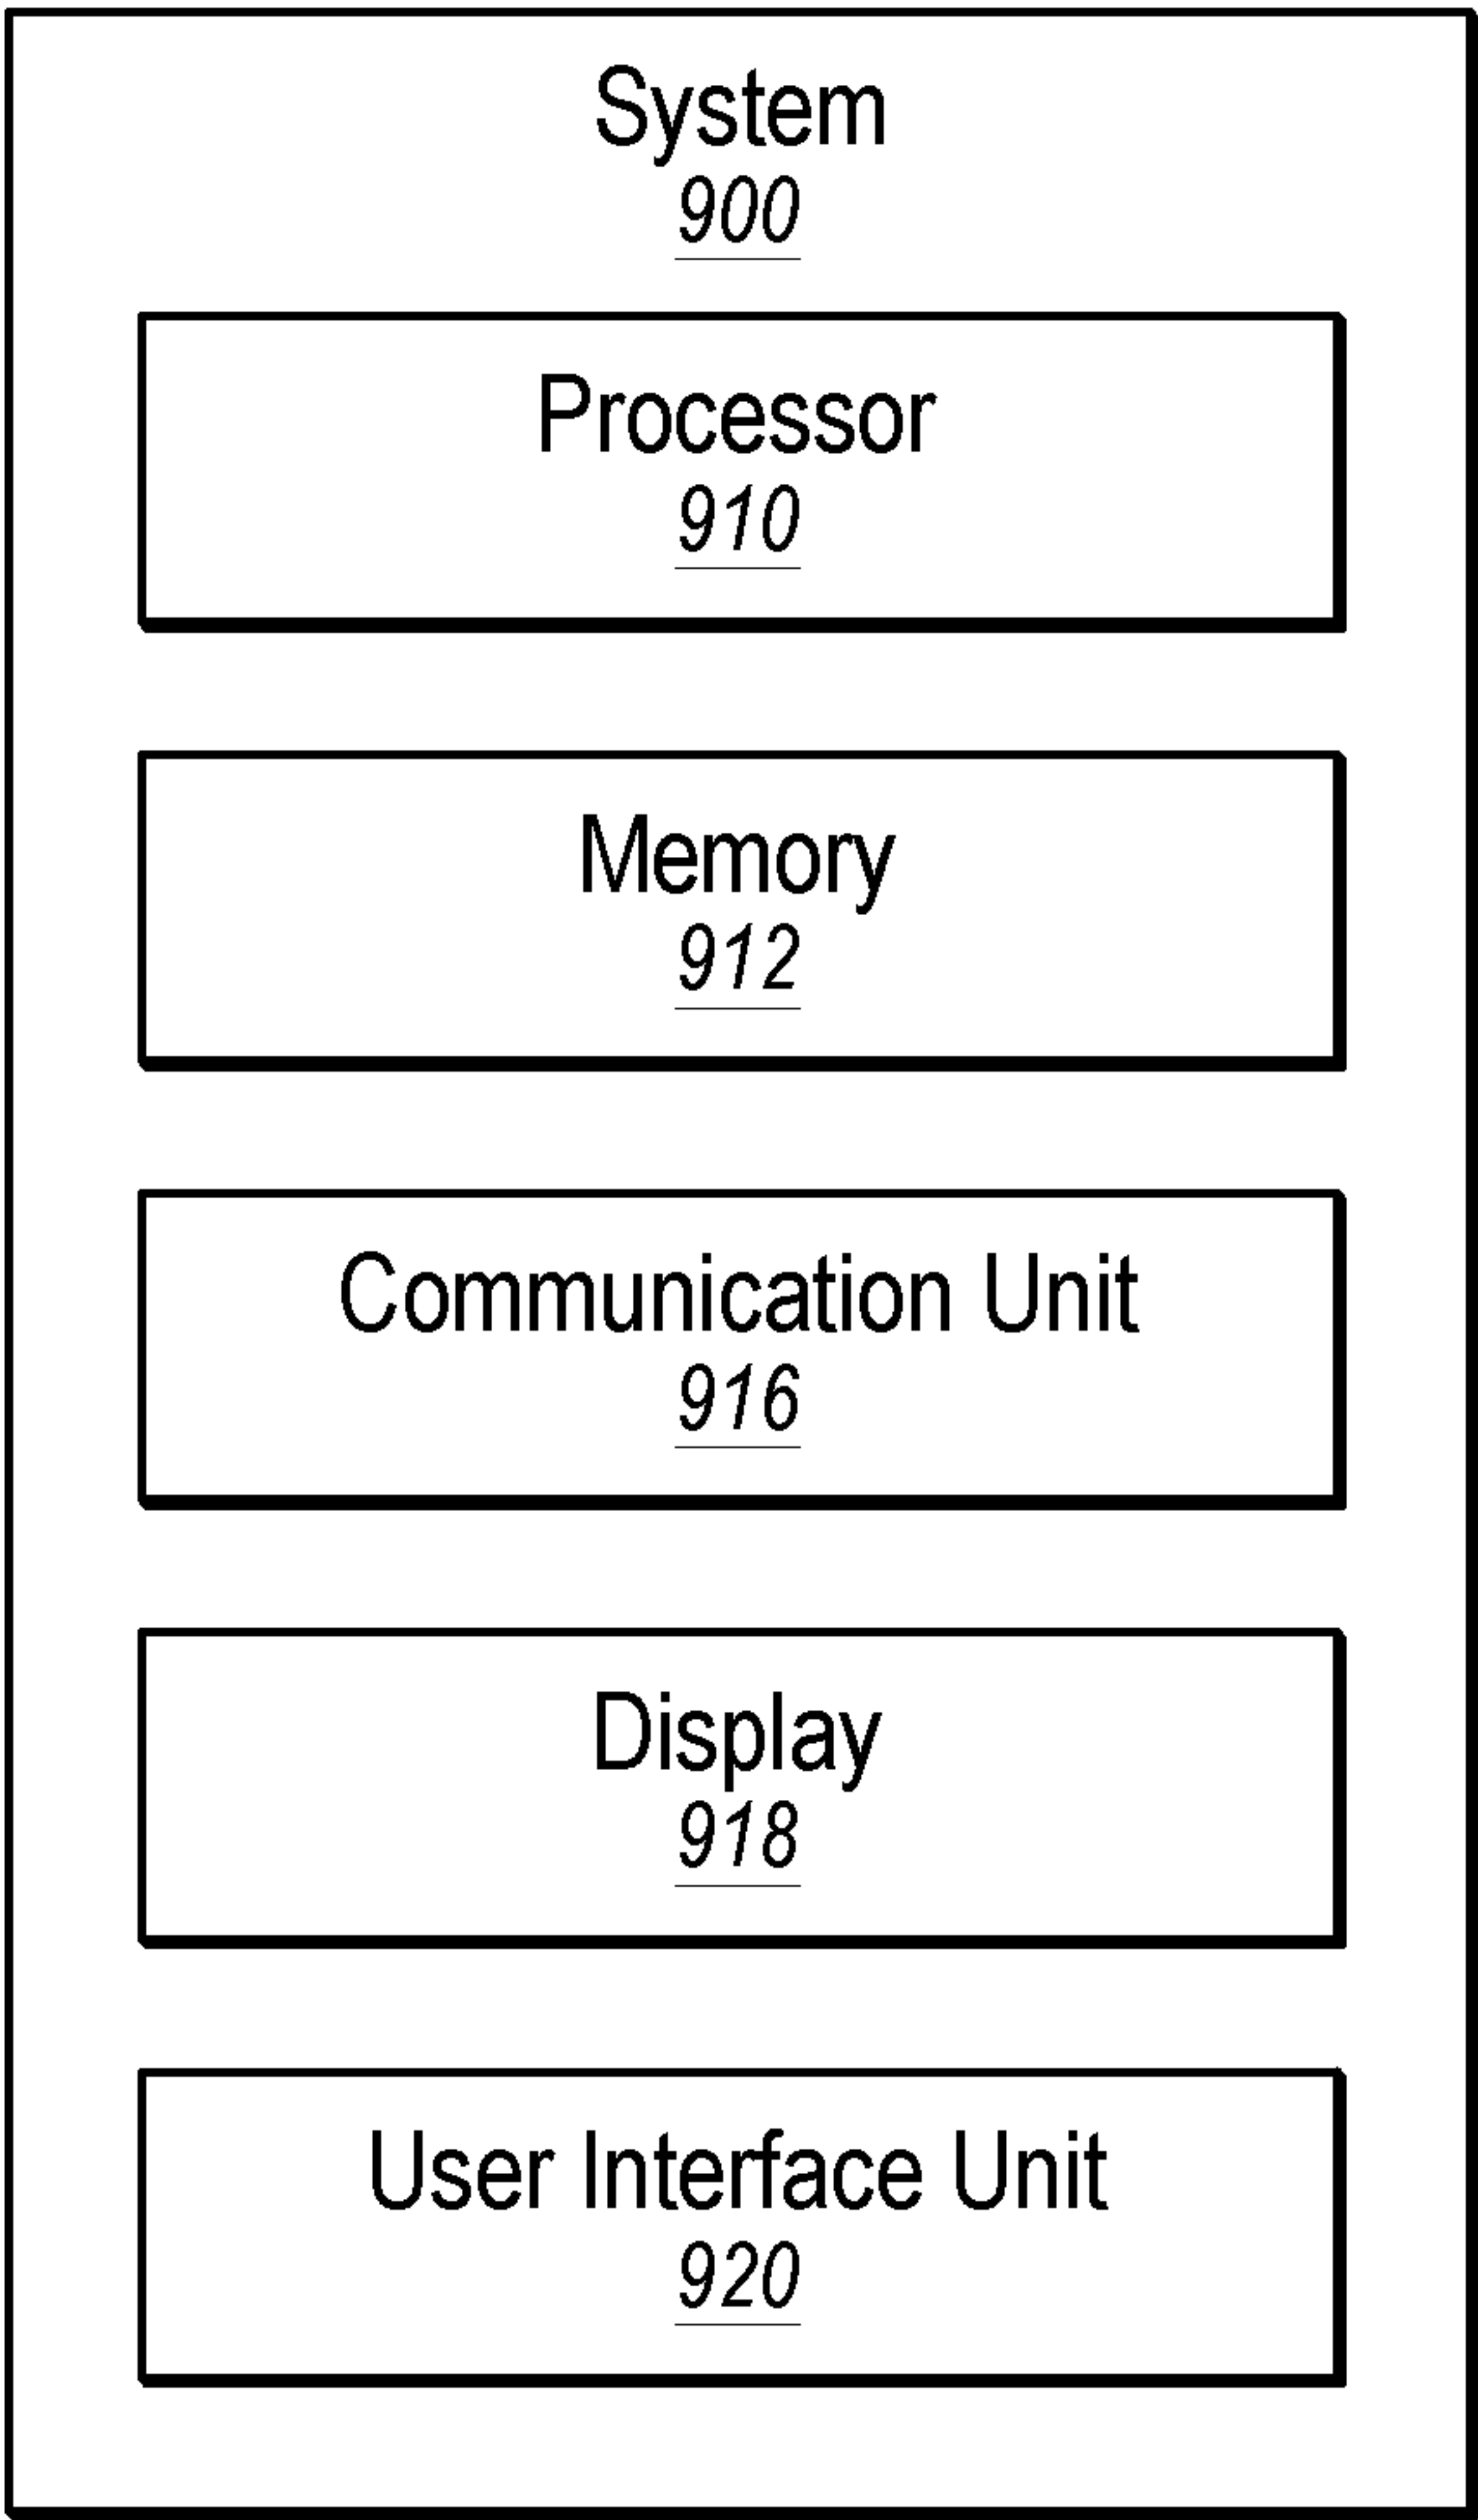 System
900
Processor
910
Memory
912
Communication Unit
916
Display
918
User Interface Unit
920